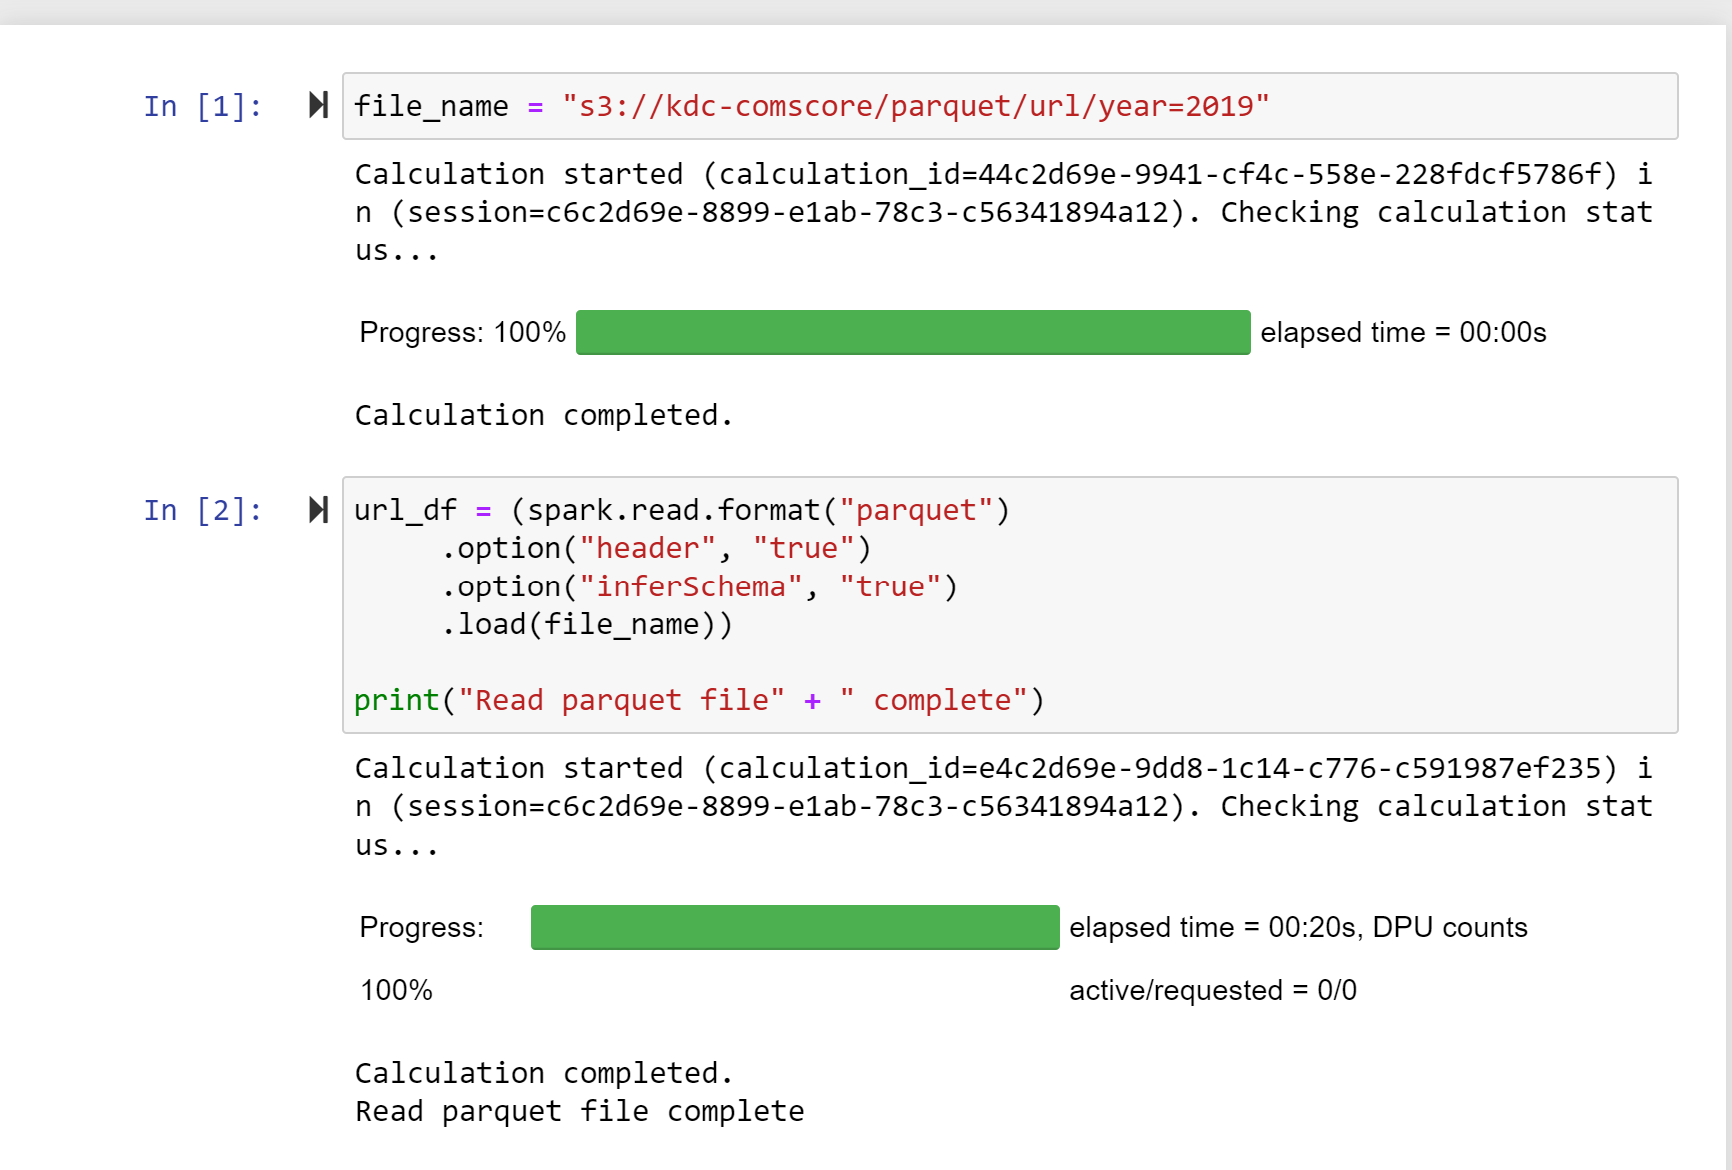 In [1]:
file_name = "s3://kdc-comscore/parquet/url/year=2019"
Calculation started (calculation_id=44c2d69e-9941-cf4c-558e-228fdcf5786f) i
n (session=c6c2d69e-8899-e1ab-78c3-c56341894a12). Checking calculation stat
us...
Progress: 100% elapsed time = 00:00s
Calculation completed.
In [2]:
url_df = (spark.read.format("parquet")
     .option("header", "true")
     .option("inferSchema", "true")
     .load(file_name))
print("Read parquet file" + " complete")
Calculation started (calculation_id=e4c2d69e-9dd8-1c14-c776-c591987ef235) i
n (session=c6c2d69e-8899-e1ab-78c3-c56341894a12). Checking calculation stat
us...
Progress: elapsed time = 00:20s, DPU counts
100% active/requested = 0/0
Calculation completed.
Read parquet file complete